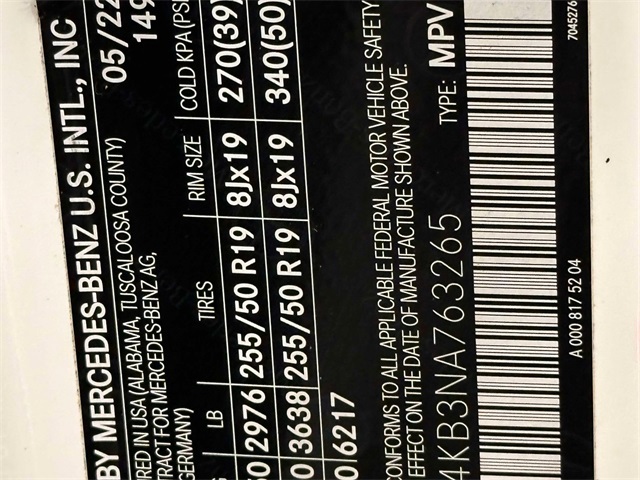 BY MERCEDES-BENZ U.S. INTL., INC
RED IN USA (ALABAMA, TUSCALOOSA COUNTY) 05/22
TRACT FOR MERCEDES-BENZ AG, 149
GERMANY)
LB TIRES RIM SIZE COLD KPA (PSI
2976 255/50 R19 8Jx19 270(39)
3638 255/50 R19 8Jx19 340(50)
6217
CONFORMS TO ALL APPLICABLE FEDERAL MOTOR VEHICLE SAFETY
EFFECT ON THE DATE OF MANUFACTURE SHOWN ABOVE.
4KB3NA763265 TYPE: MPV
A 000 817 52 04 7045276